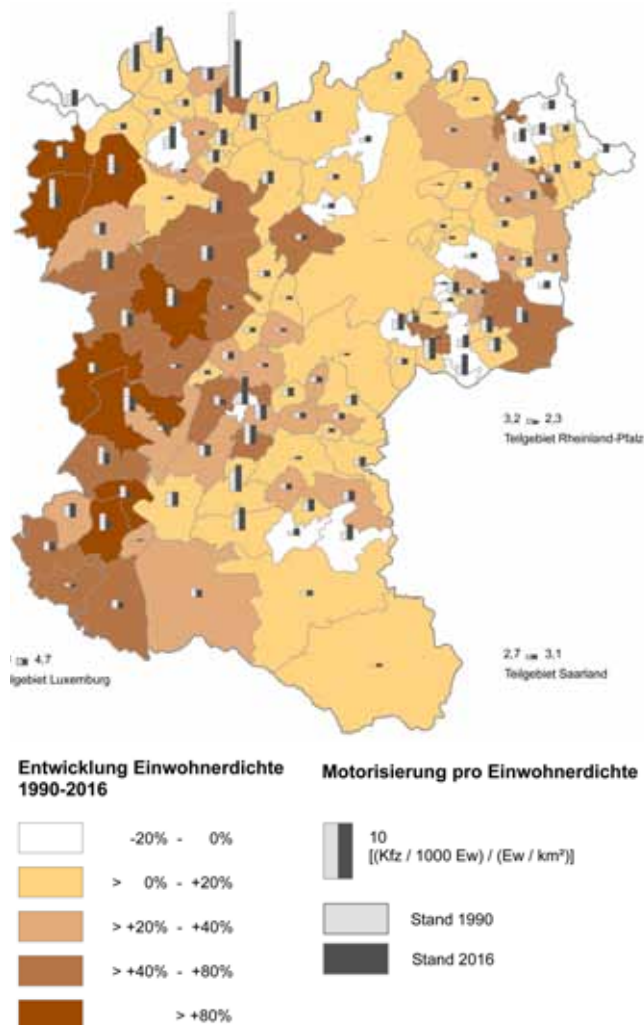 3,2 2,3
Teilgebiet Rheinland-Pfalz
4,7
Luxemburg
2,7 3,1
Teilgebiet Saarland
Entwicklung Einwohnerdichte
1990-2016
-20% - 0%
> 0% - +20%
> +20% - +40%
> +40% - +80%
> +80%
Motorisierung pro Einwohnerdichte
10
[(Kfz / 1000 Ew) / (Ew / km²)]
Stand 1990
Stand 2016